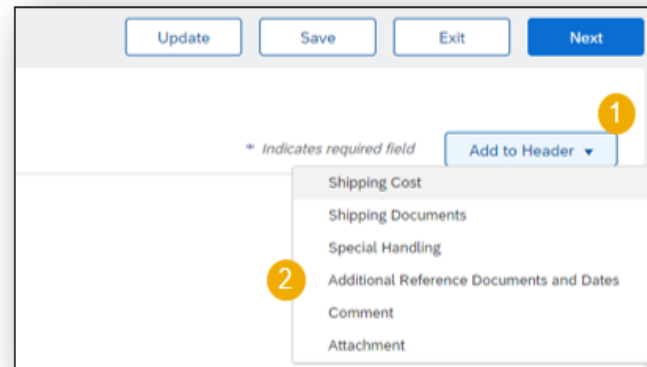 Update Save Exit Next
1
* Indicates required field Add to Header
Shipping Cost
Shipping Documents
Special Handling
2 Additional Reference Documents and Dates
Comment
Attachment